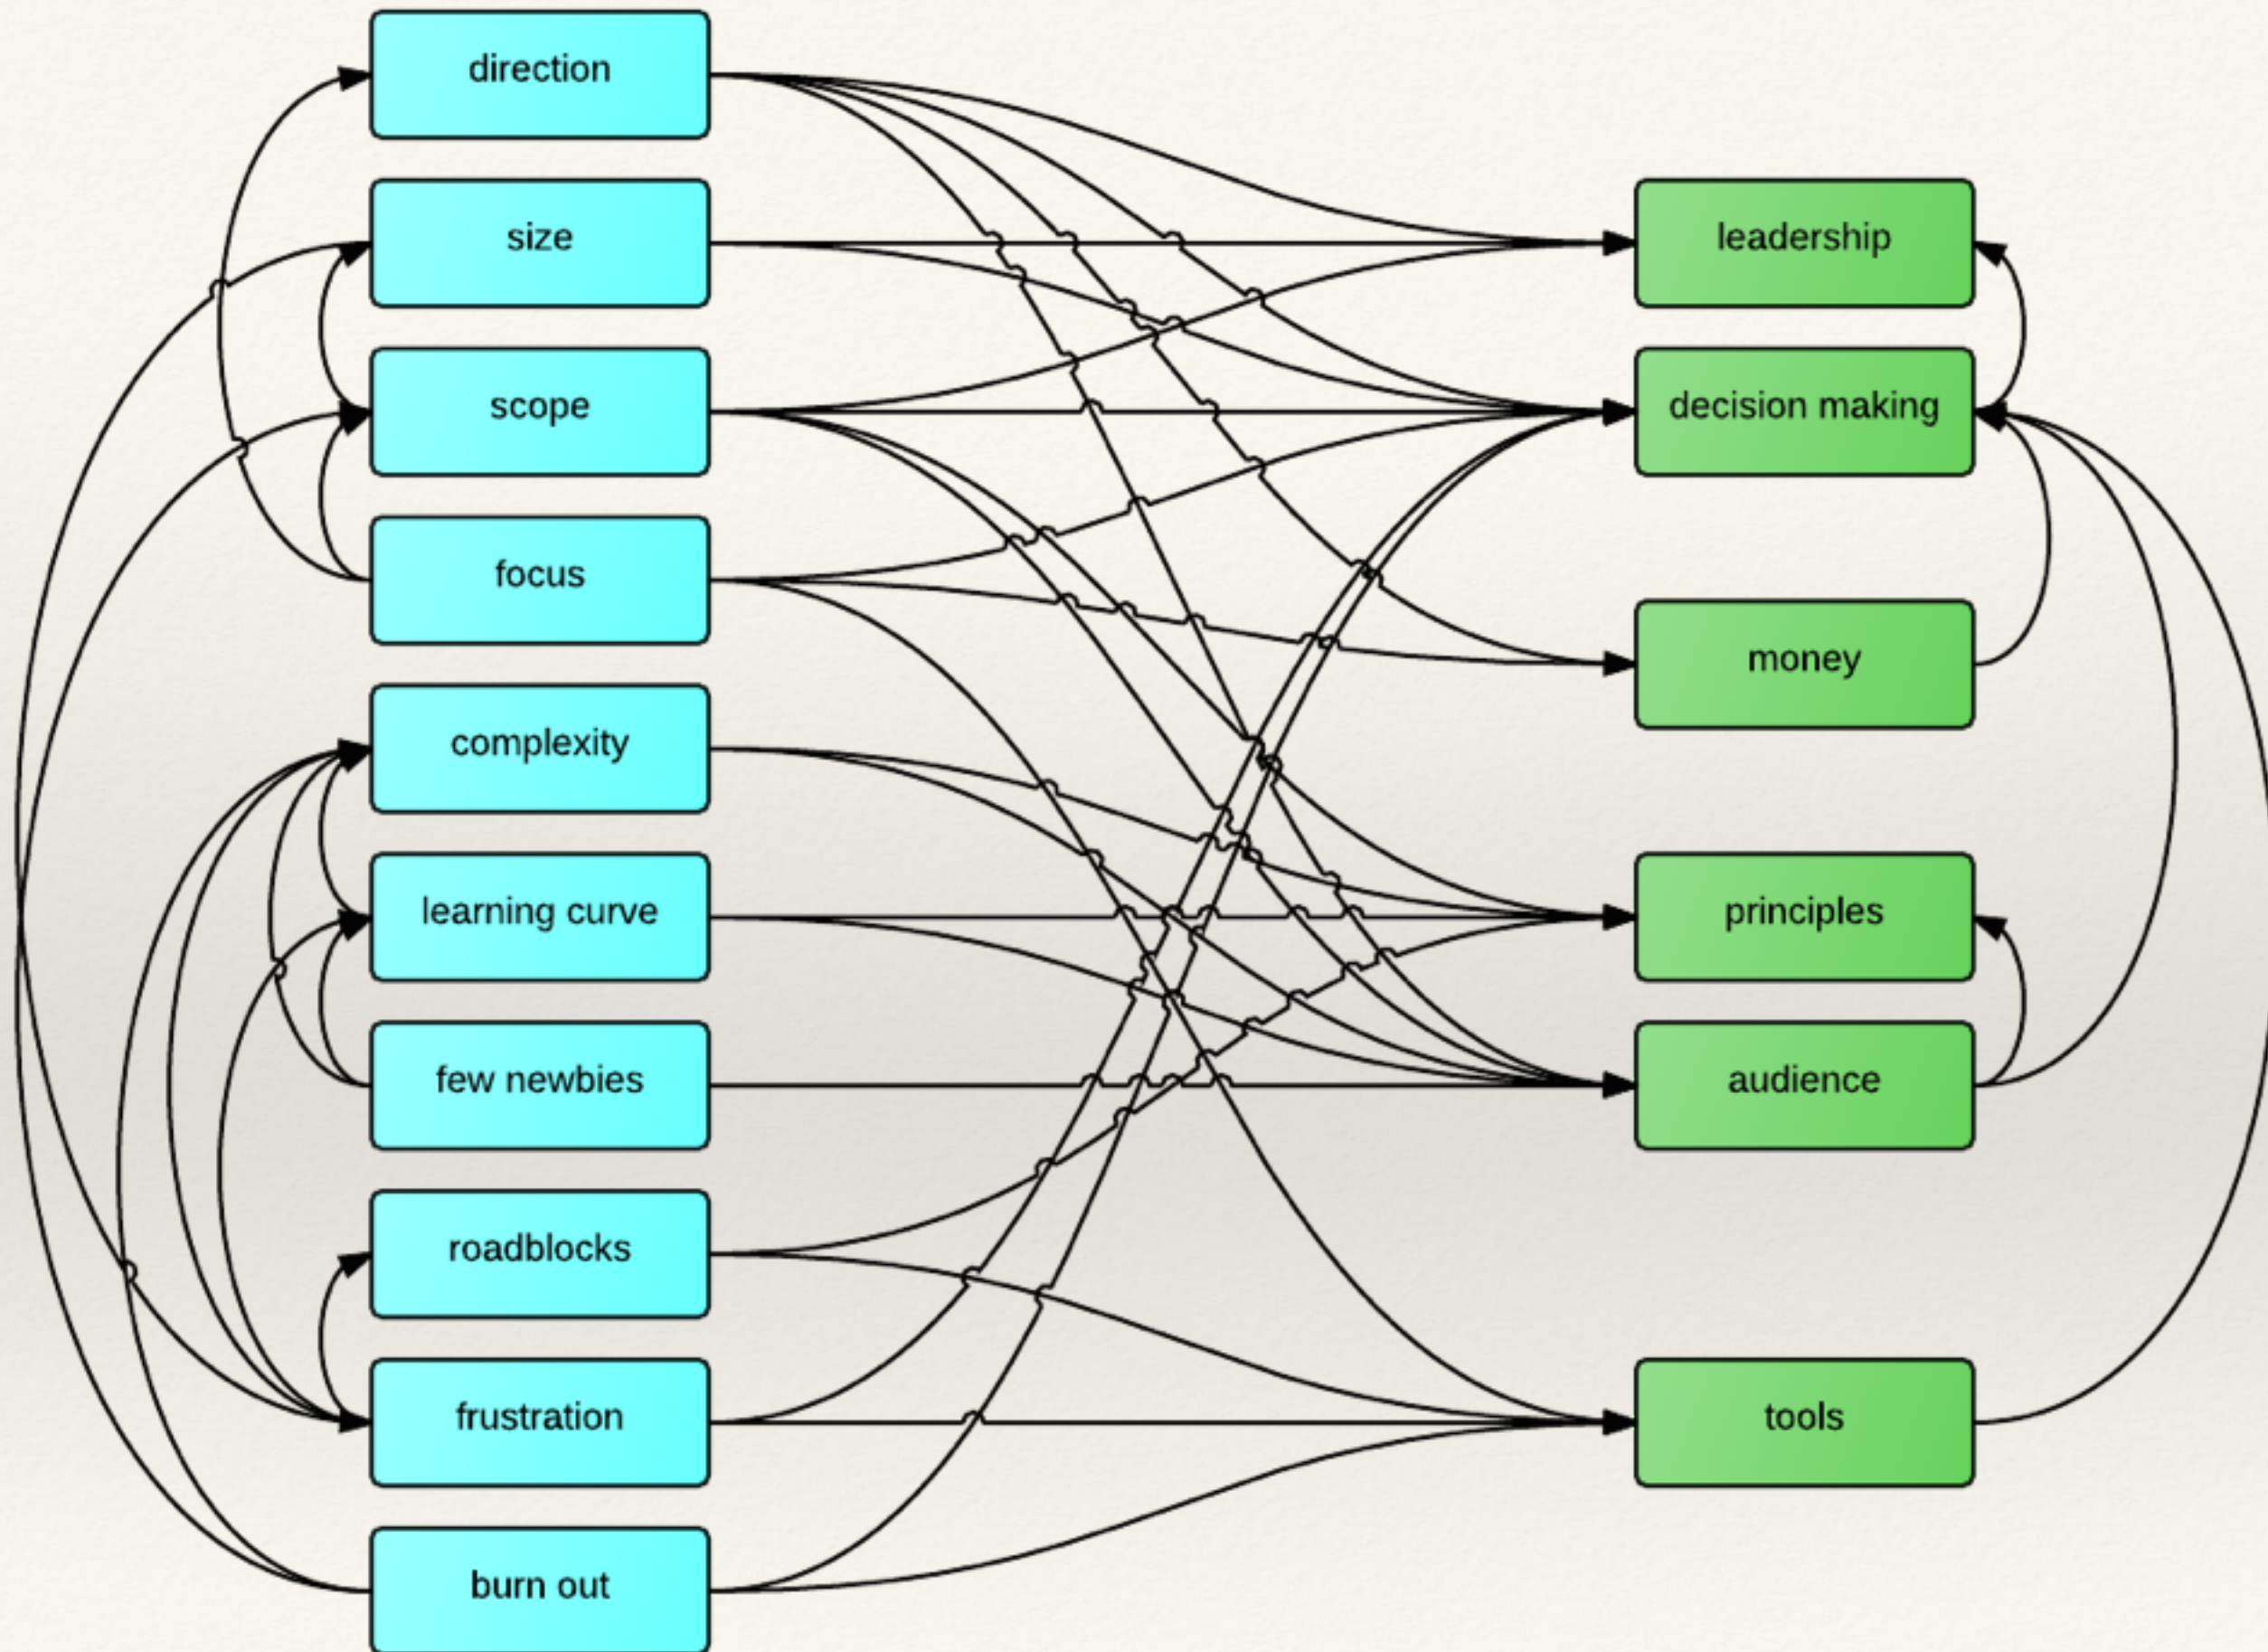 direction
size
scope
focus
complexity
learning curve
few newbies
roadblocks
frustration
burn out
leadership
decision making
money
principles
audience
tools